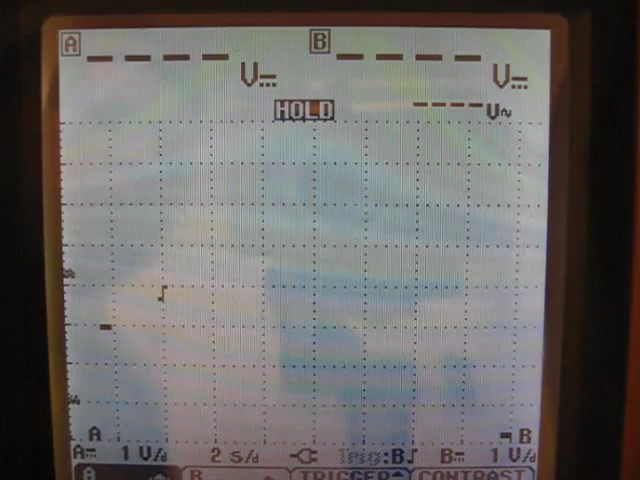 A ---- V B ---- V
HOLD ---- V~
A B
A 1 V/d 2 s/d Trig:B B 1 V/d
A B TRIGGER CONTRAST